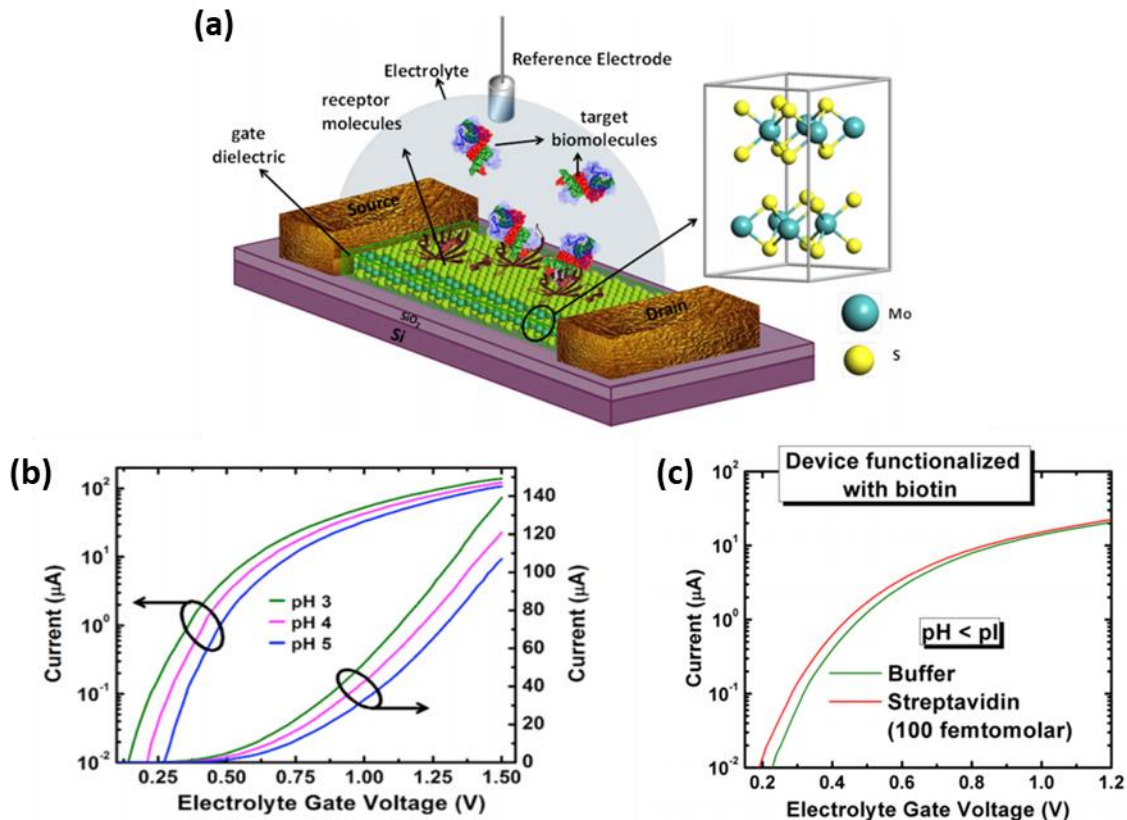 (a)
Reference Electrode
Electrolyte
receptor
molecules
target
biomolecules
gate
dielectric
Source
Drain
SiO2
Si
Mo
S
(b)
10²
10¹
10⁰
10⁻¹
10⁻²
Current (μA)
pH 3
pH 4
pH 5
140
120
100
80
60
40
20
0
Current (μA)
0.25 0.50 0.75 1.00 1.25 1.50
Electrolyte Gate Voltage (V)
(c)
Device functionalized
with biotin
10²
10¹
10⁰
10⁻¹
10⁻²
Current (μA)
pH < pI
Buffer
Streptavidin
(100 femtomolar)
0.2 0.4 0.6 0.8 1.0 1.2
Electrolyte Gate Voltage (V)